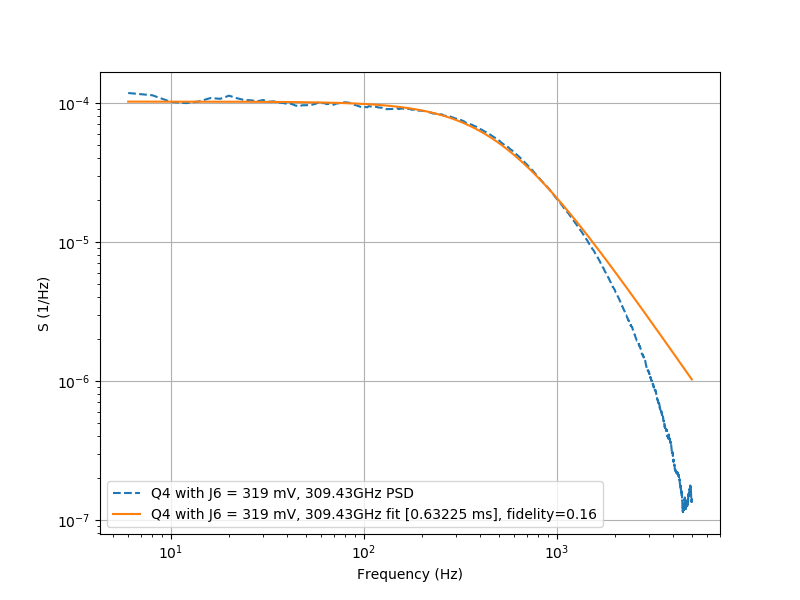 10⁻⁴
10⁻⁵
10⁻⁶
10⁻⁷
S (1/Hz)
Q4 with J6 = 319 mV, 309.43GHz PSD
Q4 with J6 = 319 mV, 309.43GHz fit [0.63225 ms], fidelity=0.16
10¹ 10² 10³
Frequency (Hz)